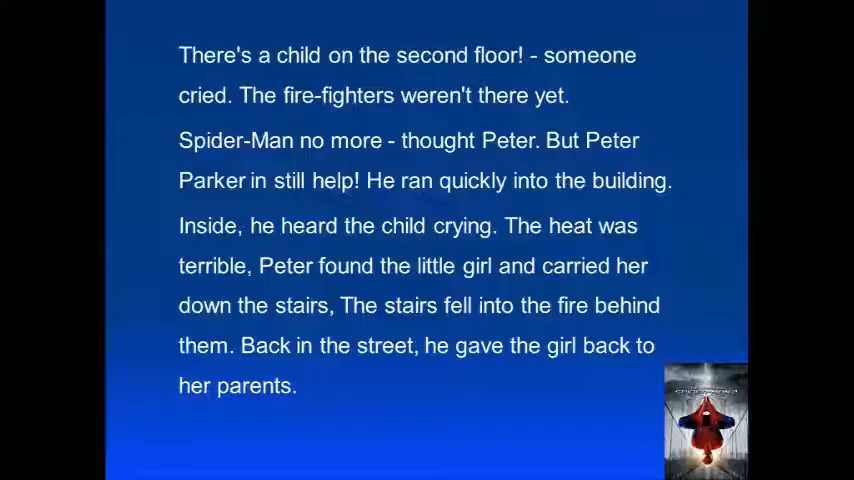 There's a child on the second floor! - someone
cried. The fire-fighters weren't there yet.
Spider-Man no more - thought Peter. But Peter
Parker in still help! He ran quickly into the building.
Inside, he heard the child crying. The heat was
terrible, Peter found the little girl and carried her
down the stairs, The stairs fell into the fire behind
them. Back in the street, he gave the girl back to
her parents.